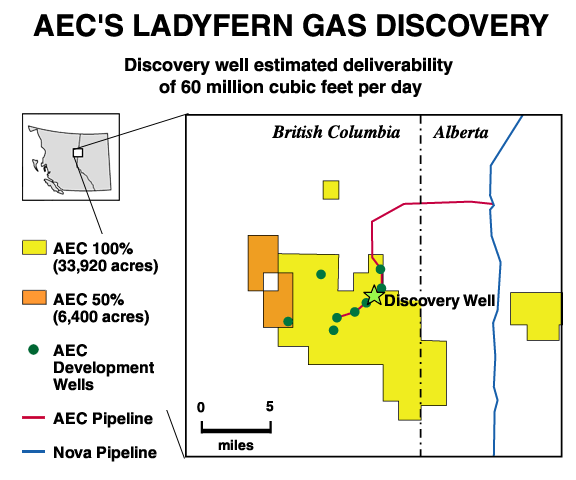 AEC'S LADYFERN GAS DISCOVERY
Discovery well estimated deliverability
of 60 million cubic feet per day
British Columbia
Alberta
AEC 100%
(33,920 acres)
AEC 50%
(6,400 acres)
AEC
Development
Wells
AEC Pipeline
Nova Pipeline
Discovery Well
0 5
miles